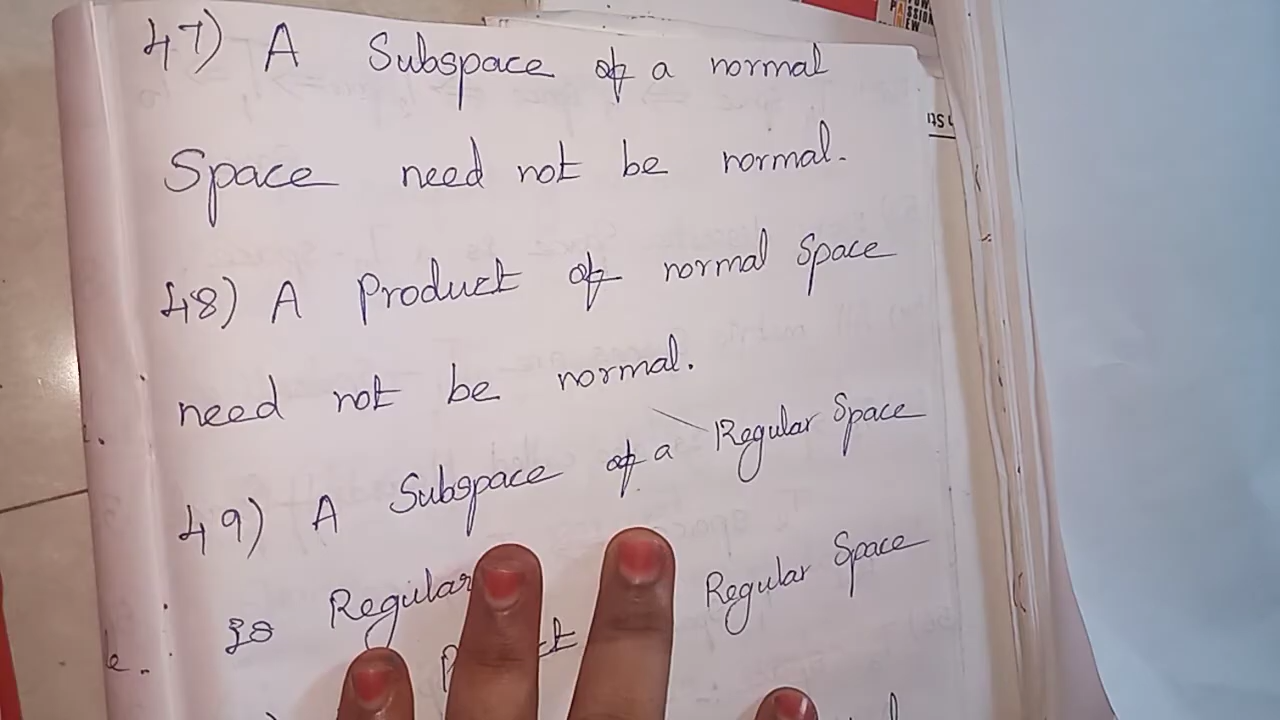 47) A Subspace of a normal
Space need not be normal.
48) A Product of normal Space
need not be normal.
49) A Subspace of a Regular Space
is Regular
Regular Space